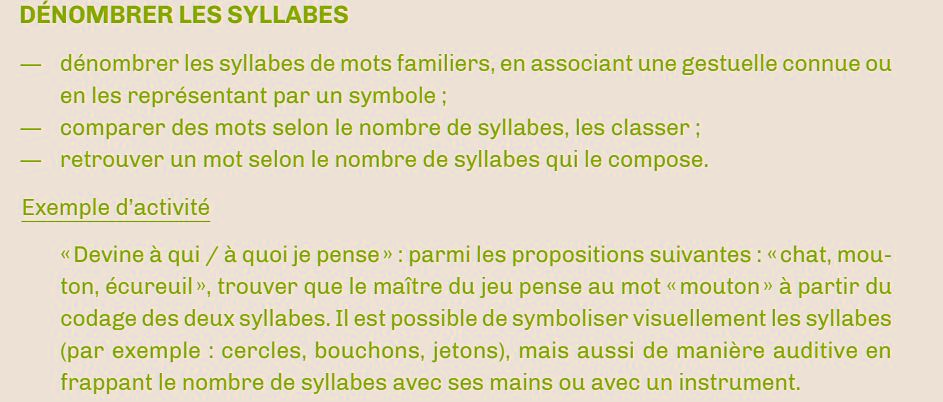 DÉNOMBRER LES SYLLABES
— dénombrer les syllabes de mots familiers, en associant une gestuelle connue ou
en les représentant par un symbole ;
— comparer des mots selon le nombre de syllabes, les classer ;
— retrouver un mot selon le nombre de syllabes qui le compose.
Exemple d'activité
« Devine à qui / à quoi je pense » : parmi les propositions suivantes : « chat, mou-
ton, écureuil », trouver que le maître du jeu pense au mot « mouton » à partir du
codage des deux syllabes. Il est possible de symboliser visuellement les syllabes
(par exemple : cercles, bouchons, jetons), mais aussi de manière auditive en
frappant le nombre de syllabes avec ses mains ou avec un instrument.